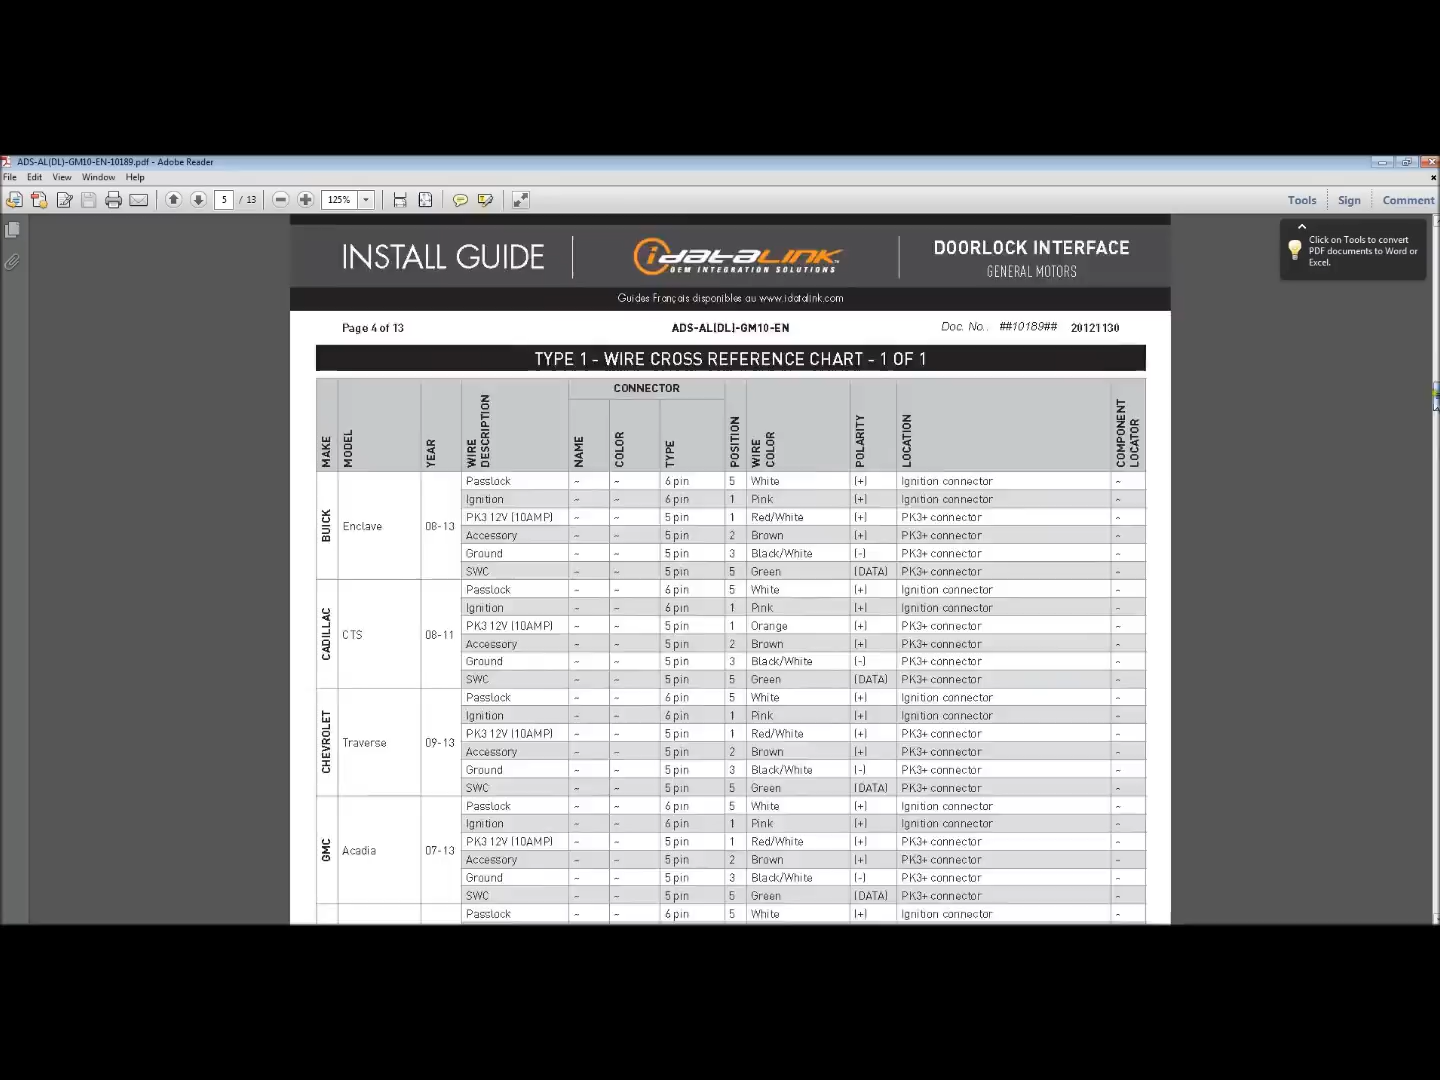 ADS-AL(DL)-GM10-EN-10189.pdf - Adobe Reader
File Edit View Window Help
5 / 13 125% Tools Sign Comment
Click on Tools to convert
PDF documents to Word or
Excel.
INSTALL GUIDE
iDATALINK
OEM INTEGRATION SOLUTIONS
DOORLOCK INTERFACE
GENERAL MOTORS
Guides Français disponibles au www.idatalink.com
Page 4 of 13 ADS-AL(DL)-GM10-EN Doc. No.. ##10189## 20121130
TYPE 1 - WIRE CROSS REFERENCE CHART - 1 OF 1
MAKE MODEL YEAR WIRE DESCRIPTION CONNECTOR NAME COLOR TYPE POSITION WIRE COLOR POLARITY LOCATION COMPONENT LOCATOR
BUICK Enclave 08-13
Passlock ~ ~ 6 pin 5 White (+) Ignition connector ~
Ignition ~ ~ 6 pin 1 Pink (+) Ignition connector ~
PK3 12V (10AMP) ~ ~ 5 pin 1 Red/White (+) PK3+ connector ~
Accessory ~ ~ 5 pin 2 Brown (+) PK3+ connector ~
Ground ~ ~ 5 pin 3 Black/White (-) PK3+ connector ~
SWC ~ ~ 5 pin 5 Green (DATA) PK3+ connector ~
CADILLAC CTS 08-11
Passlock ~ ~ 6 pin 5 White (+) Ignition connector ~
Ignition ~ ~ 6 pin 1 Pink (+) Ignition connector ~
PK3 12V (10AMP) ~ ~ 5 pin 1 Orange (+) PK3+ connector ~
Accessory ~ ~ 5 pin 2 Brown (+) PK3+ connector ~
Ground ~ ~ 5 pin 3 Black/White (-) PK3+ connector ~
SWC ~ ~ 5 pin 5 Green (DATA) PK3+ connector ~
CHEVROLET Traverse 09-13
Passlock ~ ~ 6 pin 5 White (+) Ignition connector ~
Ignition ~ ~ 6 pin 1 Pink (+) Ignition connector ~
PK3 12V (10AMP) ~ ~ 5 pin 1 Red/White (+) PK3+ connector ~
Accessory ~ ~ 5 pin 2 Brown (+) PK3+ connector ~
Ground ~ ~ 5 pin 3 Black/White (-) PK3+ connector ~
SWC ~ ~ 5 pin 5 Green (DATA) PK3+ connector ~
GMC Acadia 07-13
Passlock ~ ~ 6 pin 5 White (+) Ignition connector ~
Ignition ~ ~ 6 pin 1 Pink (+) Ignition connector ~
PK3 12V (10AMP) ~ ~ 5 pin 1 Red/White (+) PK3+ connector ~
Accessory ~ ~ 5 pin 2 Brown (+) PK3+ connector ~
Ground ~ ~ 5 pin 3 Black/White (-) PK3+ connector ~
SWC ~ ~ 5 pin 5 Green (DATA) PK3+ connector ~
Passlock ~ ~ 6 pin 5 White (+) Ignition connector ~